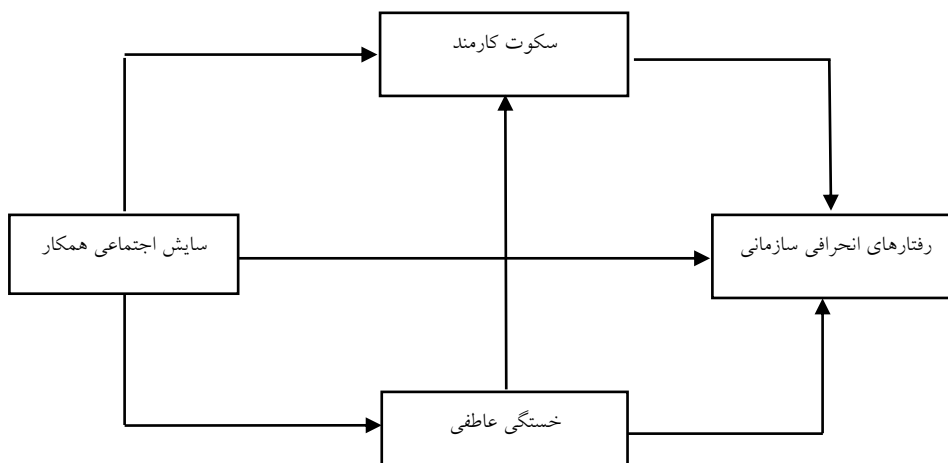 سکوت کارمند
سایش اجتماعی همکار
رفتارهای انحرافی سازمانی
خستگی عاطفی